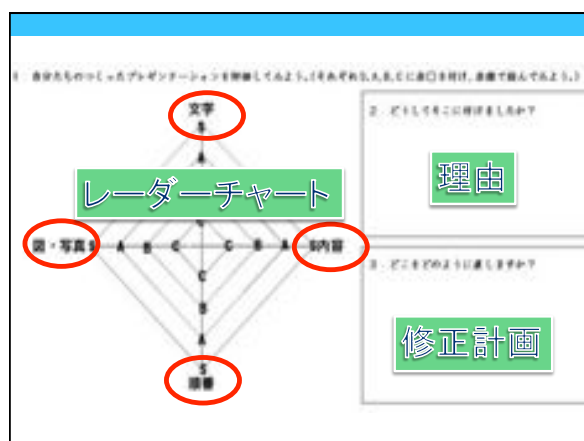 1 自分たちのつくったプレゼンテーションを評価してみよう。(それぞれS,A,B,Cに赤○を付け、赤線で結んでみよう。)
文字
S
A
レーダーチャート
図・写真 S A B C C B A S 内容
C
B
A
S
順番
2. どうしてそこに付けましたか?
理由
3. どこをどのように直しますか?
修正計画